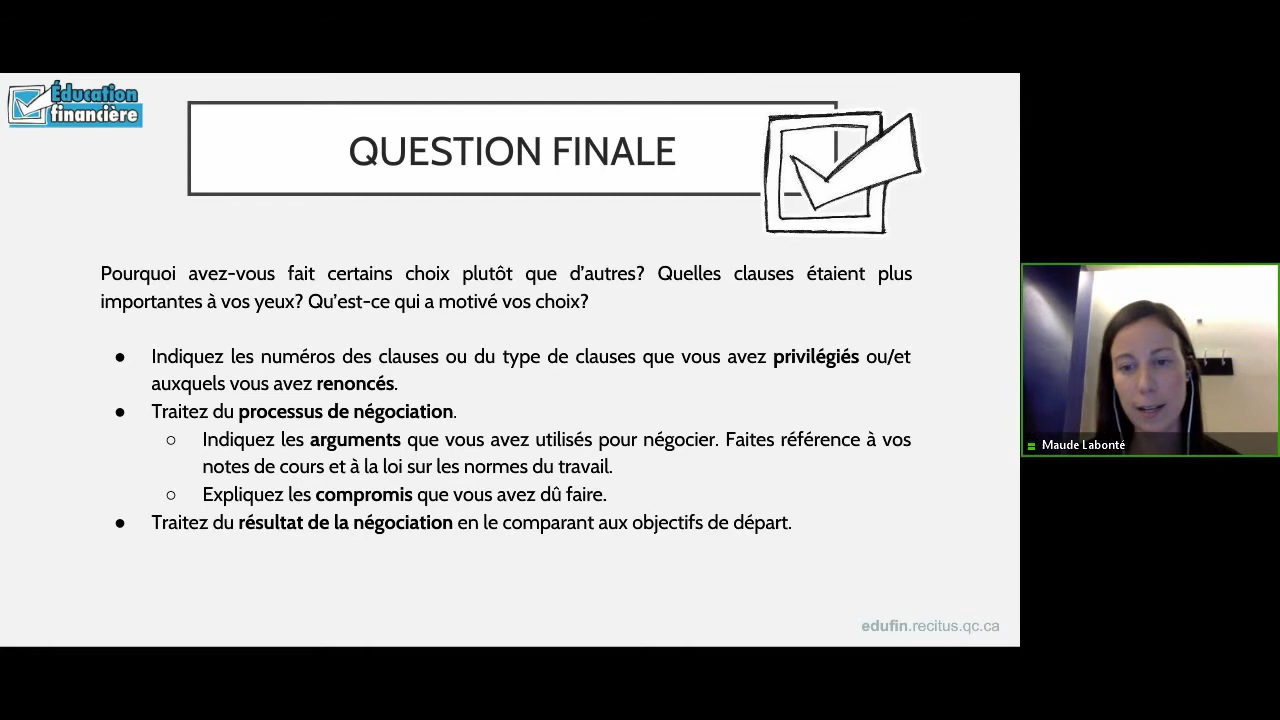 Éducation
financière
QUESTION FINALE
Pourquoi avez-vous fait certains choix plutôt que d'autres? Quelles clauses étaient plus
importantes à vos yeux? Qu'est-ce qui a motivé vos choix?
● Indiquez les numéros des clauses ou du type de clauses que vous avez privilégiés ou/et
auxquels vous avez renoncés.
● Traitez du processus de négociation.
○ Indiquez les arguments que vous avez utilisés pour négocier. Faites référence à vos
notes de cours et à la loi sur les normes du travail.
○ Expliquez les compromis que vous avez dû faire.
● Traitez du résultat de la négociation en le comparant aux objectifs de départ.
Maude Labonté
edufin.recitus.qc.ca